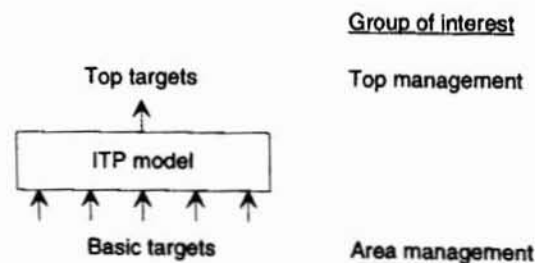 Group of interest
Top targets Top management
ITP model
Basic targets Area management